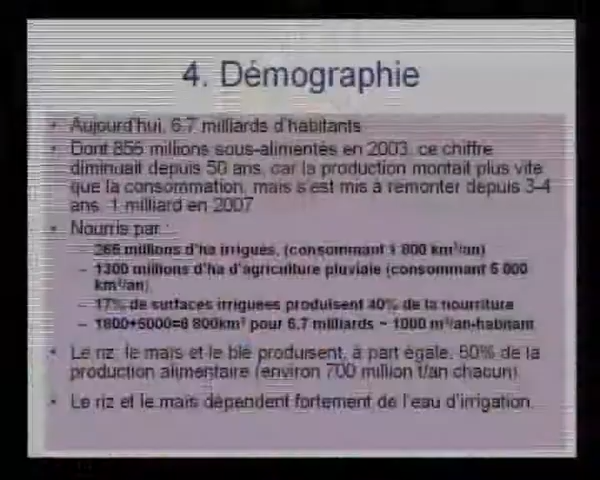 4. Démographie
• Aujourd'hui, 6.7 milliards d'habitants
• Dont 855 millions sous-alimentés en 2003, ce chiffre
diminuait depuis 50 ans, car la production montait plus vite
que la consommation, mais s'est mis à remonter depuis 3-4
ans, 1 milliard en 2007
• Nourris par :
– 265 millions d'ha irrigués, (consommant 1 800 km³/an)
– 1300 millions d'ha d'agriculture pluviale (consommant 5 000
km³/an)
– 17% de surfaces irriguées produisent 40% de la nourriture
– 1800+5000=6 800km³ pour 6.7 milliards ~ 1000 m³/an-habitant
• Le riz, le maïs et le blé produisent, à part égale, 80% de la
production alimentaire (environ 700 million t/an chacun)
• Le riz et le maïs dépendent fortement de l'eau d'irrigation.